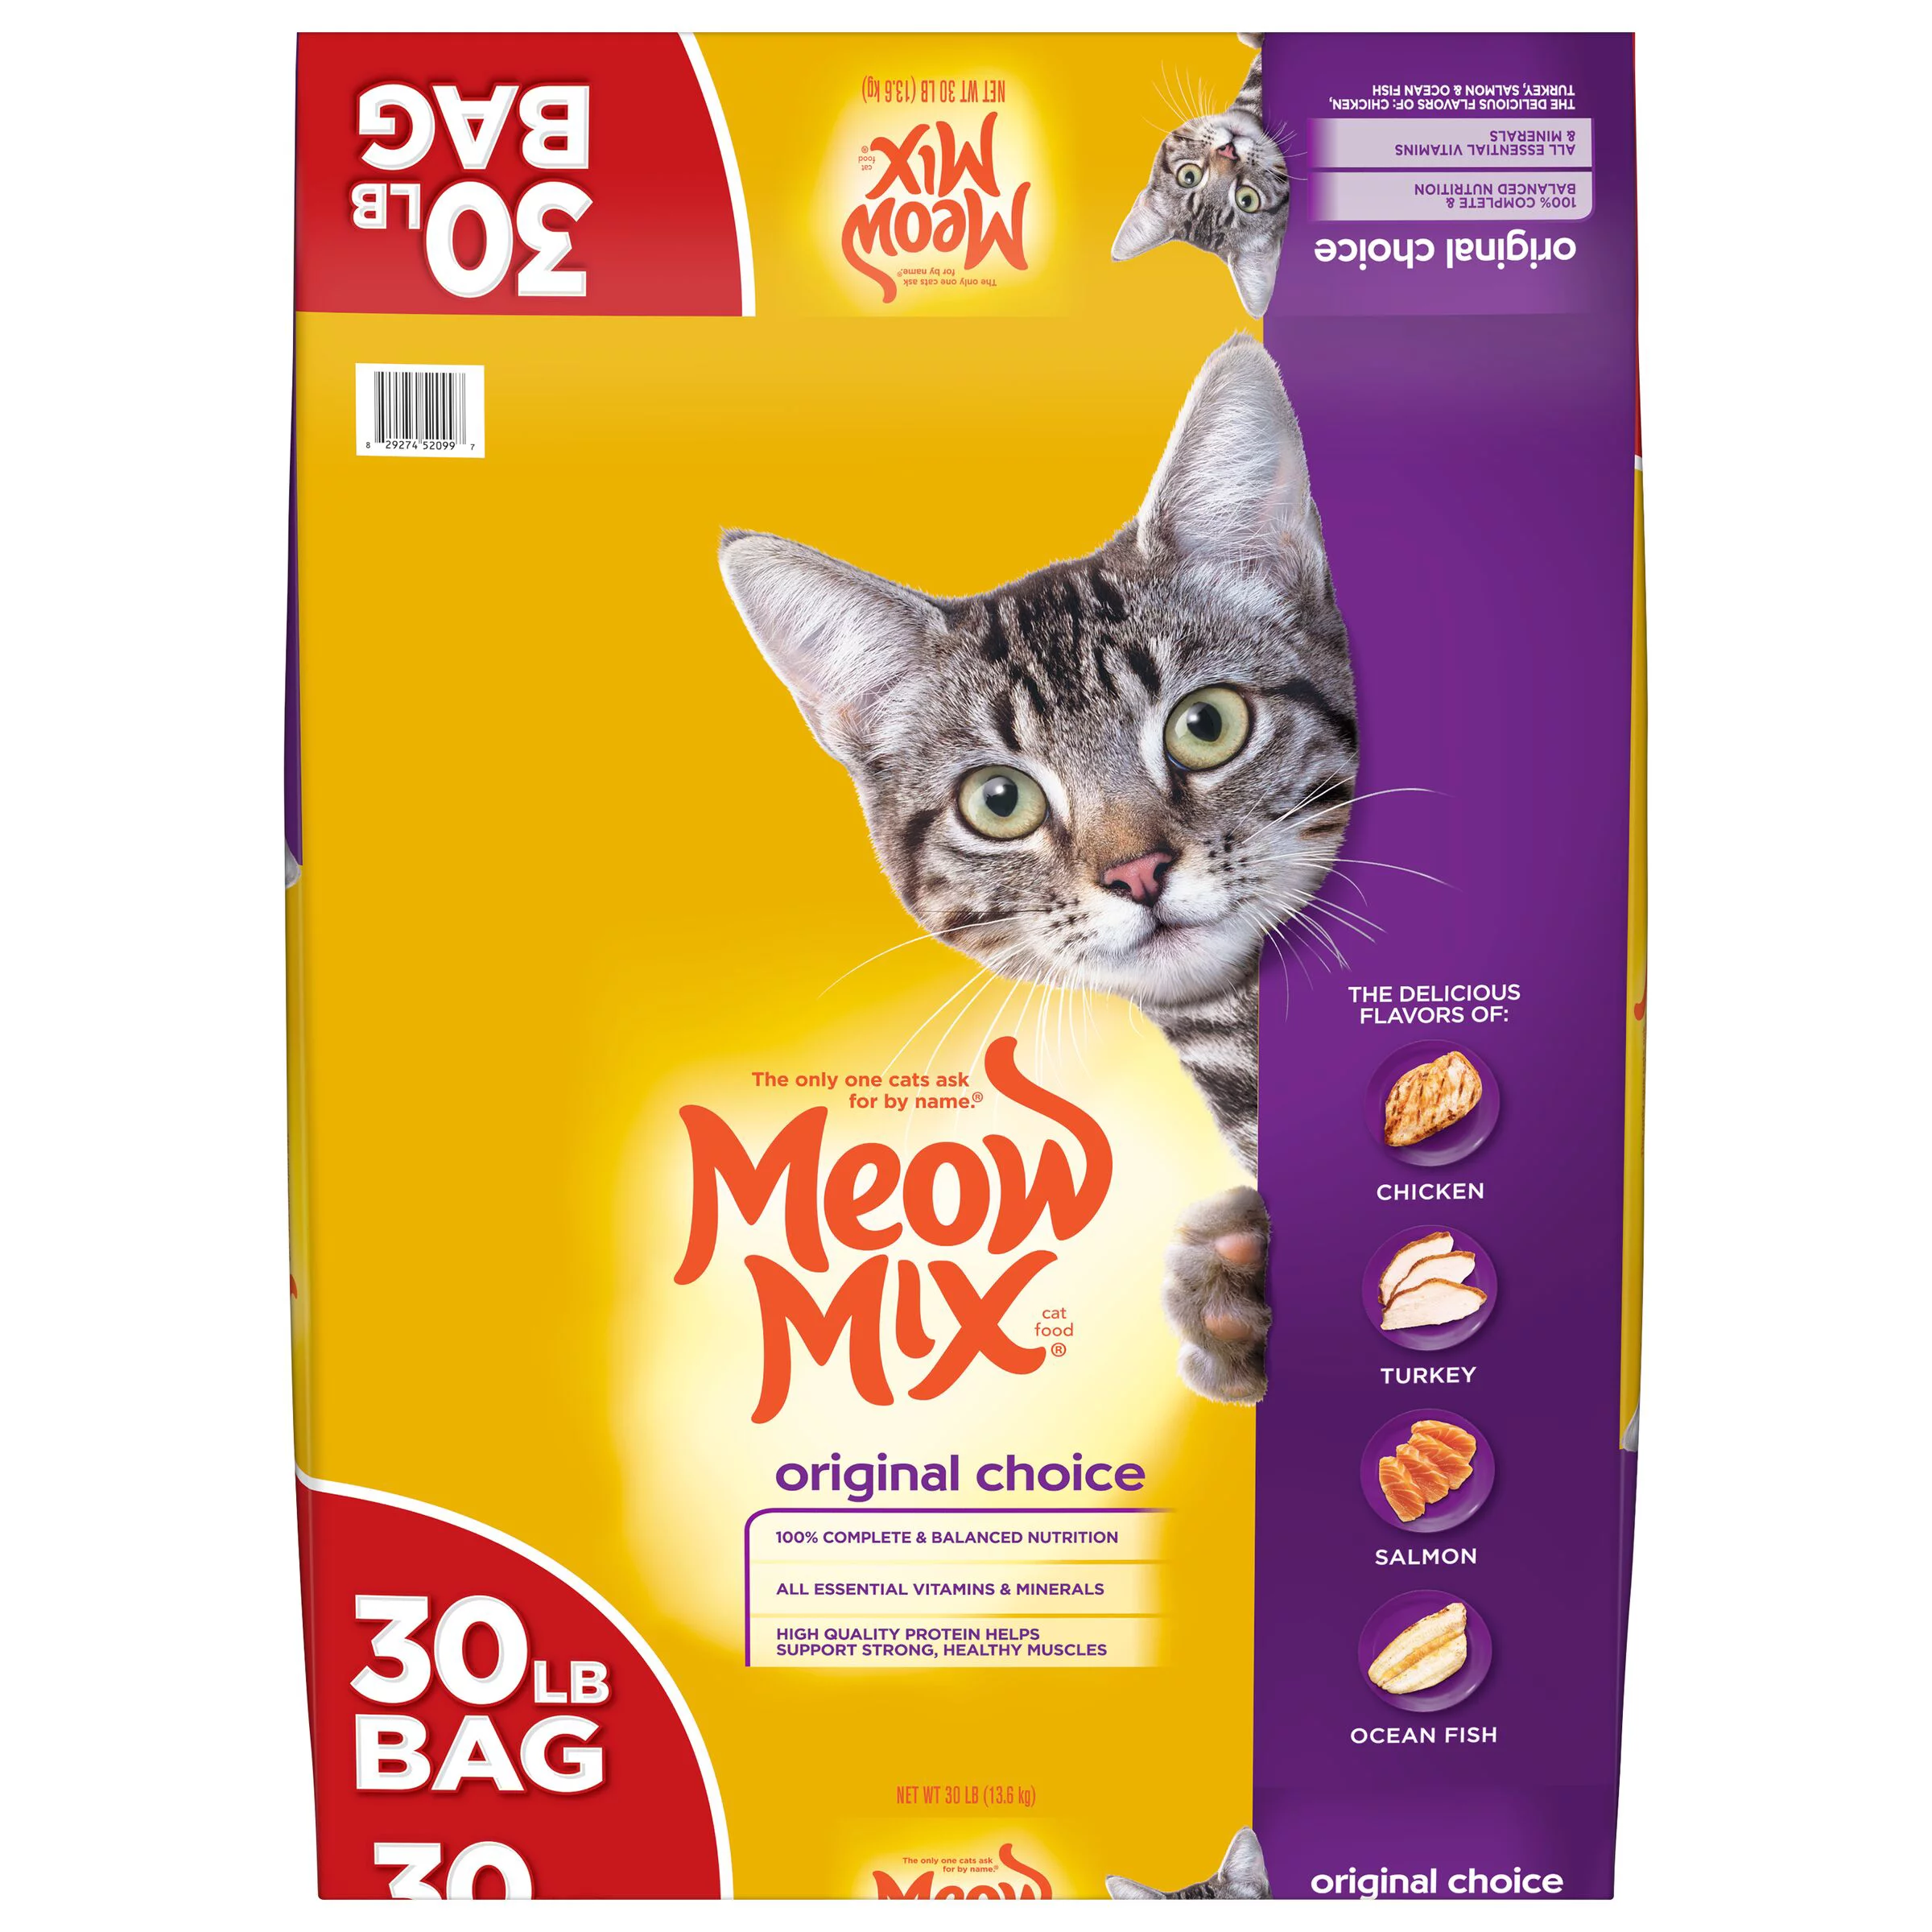 30 LB
BAG
The only one cats ask
for by name.®
Meow
Mix
cat
food
®
NET WT 30 LB (13.6 kg)
original choice
100% COMPLETE &
BALANCED NUTRITION
ALL ESSENTIAL VITAMINS
& MINERALS
THE DELICIOUS FLAVORS OF: CHICKEN,
TURKEY, SALMON & OCEAN FISH
8 29274 52099 7
The only one cats ask
for by name.®
Meow
Mix
cat
food
®
original choice
100% COMPLETE & BALANCED NUTRITION
ALL ESSENTIAL VITAMINS & MINERALS
HIGH QUALITY PROTEIN HELPS
SUPPORT STRONG, HEALTHY MUSCLES
THE DELICIOUS
FLAVORS OF:
CHICKEN
TURKEY
SALMON
OCEAN FISH
30 LB
BAG
NET WT 30 LB (13.6 kg)
30
The only one cats ask
for by name.®
Meow
original choice